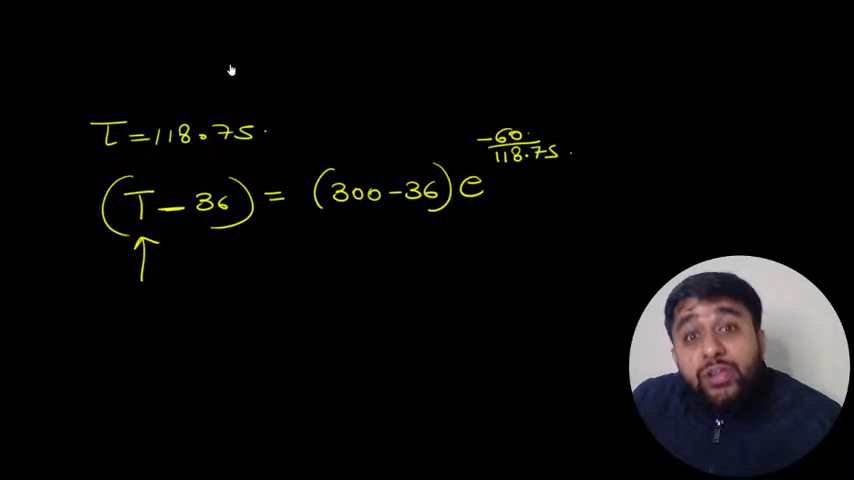 τ = 118.75.
(T - 36) = (300 - 36) e^(-60/118.75).